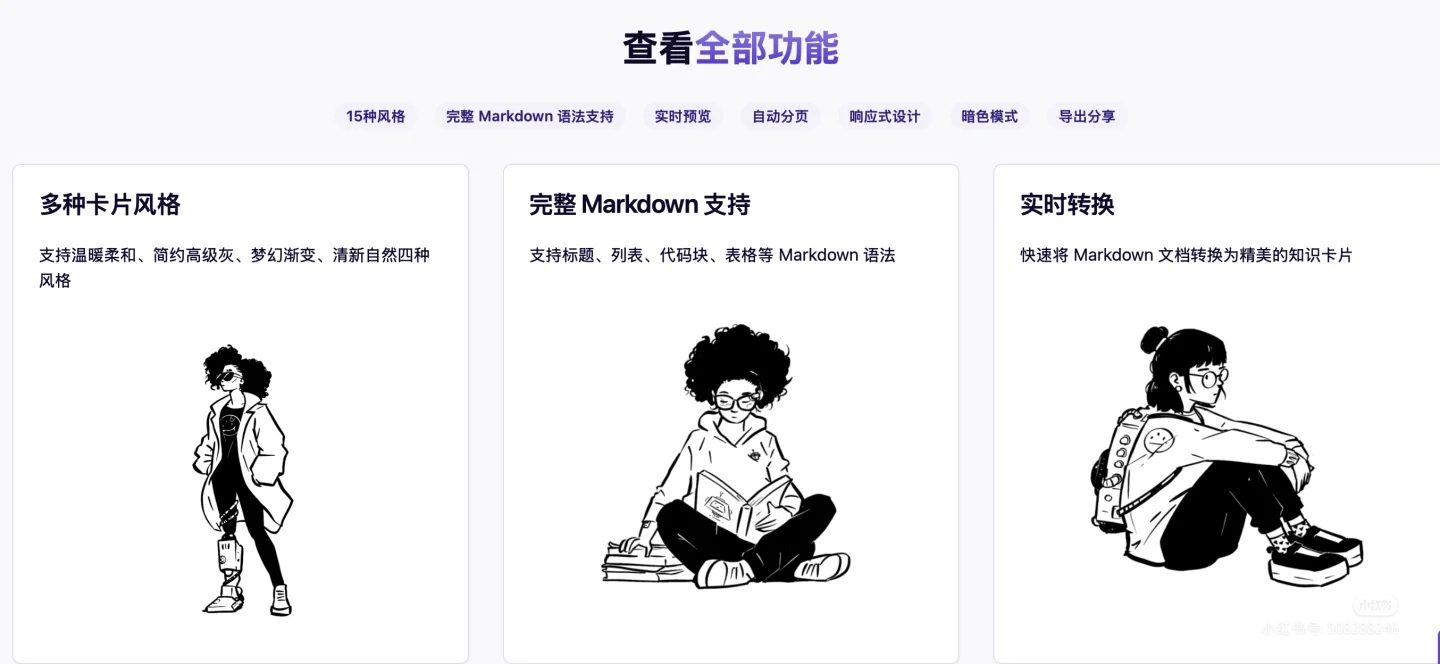 查看全部功能
15种风格 完整 Markdown 语法支持 实时预览 自动分页 响应式设计 暗色模式 导出分享
多种卡片风格
支持温暖柔和、简约高级灰、梦幻渐变、清新自然四种
风格
完整 Markdown 支持
支持标题、列表、代码块、表格等 Markdown 语法
实时转换
快速将 Markdown 文档转换为精美的知识卡片
小红书